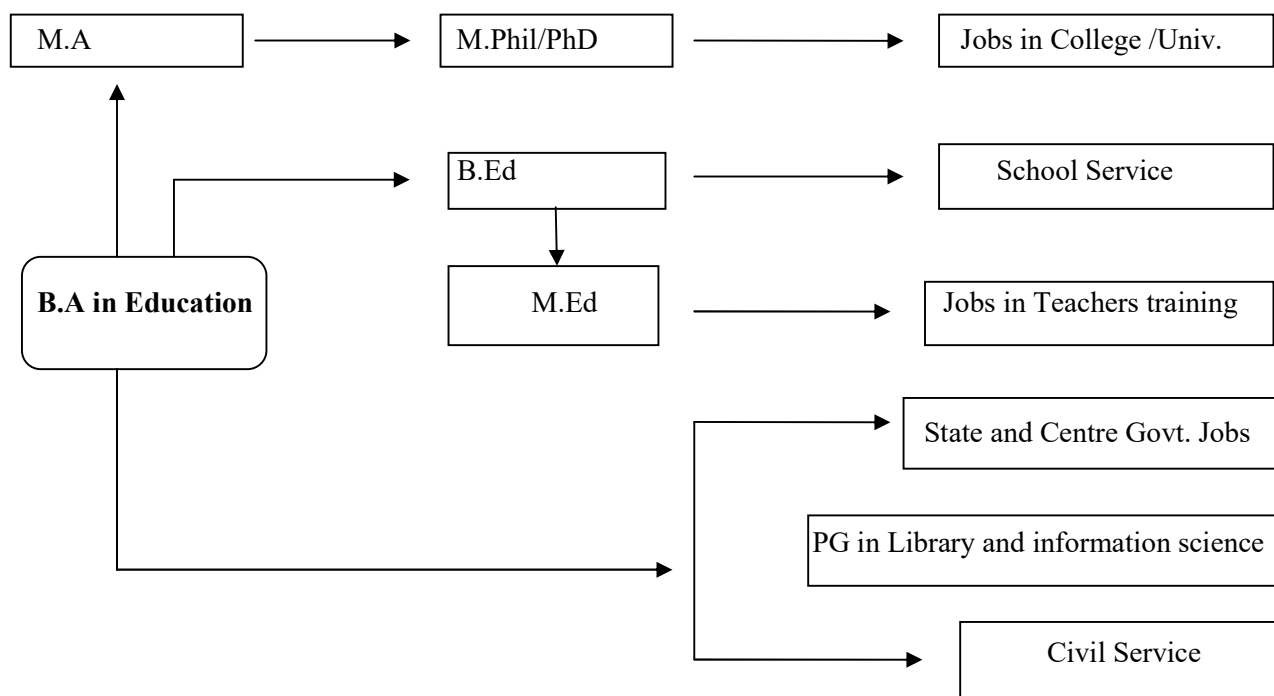 M.A
M.Phil/PhD
Jobs in College /Univ.
B.Ed
School Service
B.A in Education
M.Ed
Jobs in Teachers training
State and Centre Govt. Jobs
PG in Library and information science
Civil Service